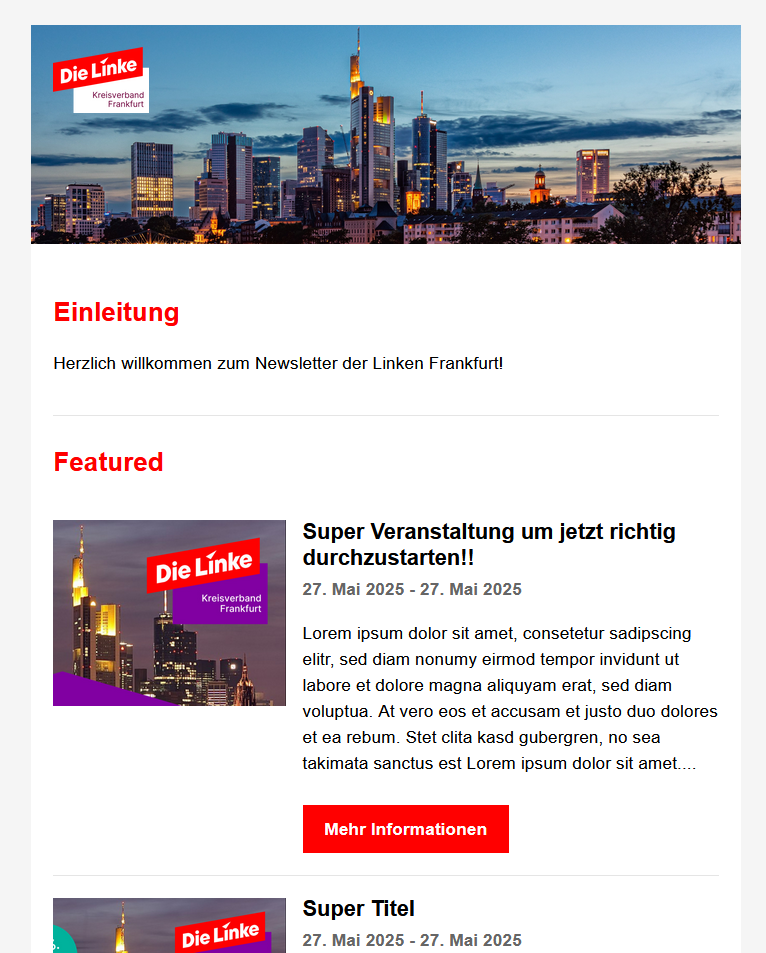 Die Linke
Kreisverband
Frankfurt
Einleitung
Herzlich willkommen zum Newsletter der Linken Frankfurt!
Featured
Die Linke
Kreisverband
Frankfurt
Super Veranstaltung um jetzt richtig
durchzustarten!!
27. Mai 2025 - 27. Mai 2025
Lorem ipsum dolor sit amet, consetetur sadipscing
elitr, sed diam nonumy eirmod tempor invidunt ut
labore et dolore magna aliquyam erat, sed diam
voluptua. At vero eos et accusam et justo duo dolores
et ea rebum. Stet clita kasd gubergren, no sea
takimata sanctus est Lorem ipsum dolor sit amet....
Mehr Informationen
Die Linke
Super Titel
27. Mai 2025 - 27. Mai 2025